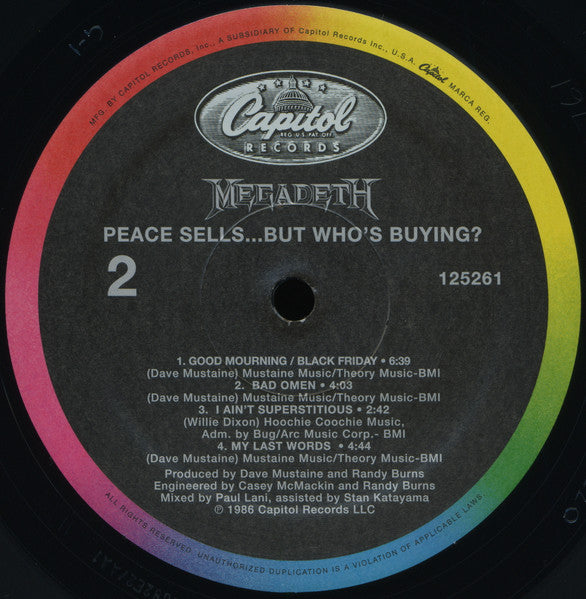 MFG. BY CAPITOL RECORDS, Inc., A SUBSIDIARY OF Capitol Records Inc., U.S.A. Capitol MARCA REG.
Capitol
REG. U.S. PAT. OFF.
RECORDS
MEGADETH
PEACE SELLS...BUT WHO'S BUYING?
2
125261
1. GOOD MOURNING / BLACK FRIDAY • 6:39
(Dave Mustaine) Mustaine Music/Theory Music-BMI
2. BAD OMEN • 4:03
(Dave Mustaine) Mustaine Music/Theory Music-BMI
3. I AIN'T SUPERSTITIOUS • 2:42
(Willie Dixon) Hoochie Coochie Music,
Adm. by Bug/Arc Music Corp.- BMI
4. MY LAST WORDS • 4:44
(Dave Mustaine) Mustaine Music/Theory Music-BMI
Produced by Dave Mustaine and Randy Burns
Engineered by Casey McMackin and Randy Burns
Mixed by Paul Lani, assisted by Stan Katayama
℗ 1986 Capitol Records LLC
ALL RIGHTS RESERVED. UNAUTHORIZED DUPLICATION IS A VIOLATION OF APPLICABLE LAWS.